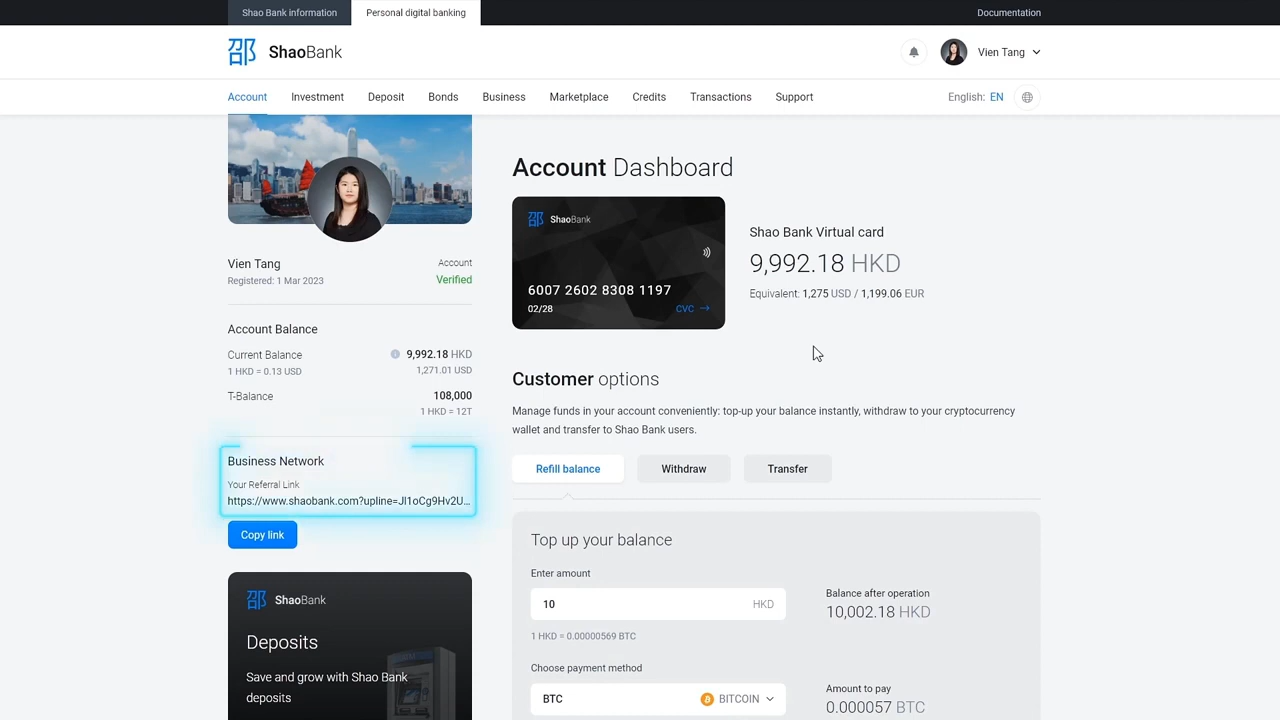 Shao Bank information
Personal digital banking
Documentation
邵 ShaoBank
Vien Tang
Account
Investment
Deposit
Bonds
Business
Marketplace
Credits
Transactions
Support
English: EN
Vien Tang
Account
Registered: 1 Mar 2023
Verified
Account Balance
Current Balance
9,992.18 HKD
1 HKD = 0.13 USD
1,271.01 USD
T-Balance
108,000
1 HKD = 12T
Business Network
Your Referral Link
https://www.shaobank.com?upline=Jl1oCg9Hv2U...
Copy link
邵 ShaoBank
Deposits
Save and grow with Shao Bank
deposits
Account Dashboard
邵 ShaoBank
6007 2602 8308 1197
02/28
CVC →
Shao Bank Virtual card
9,992.18 HKD
Equivalent: 1,275 USD / 1,199.06 EUR
Customer options
Manage funds in your account conveniently: top-up your balance instantly, withdraw to your cryptocurrency
wallet and transfer to Shao Bank users.
Refill balance
Withdraw
Transfer
Top up your balance
Enter amount
10 HKD
1 HKD = 0.00000569 BTC
Balance after operation
10,002.18 HKD
Choose payment method
BTC
BITCOIN
Amount to pay
0.000057 BTC